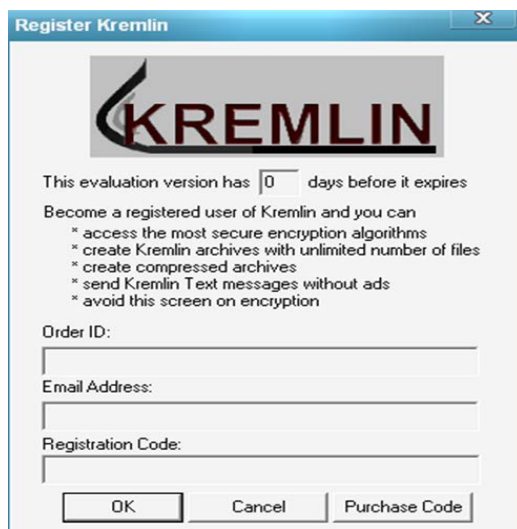 Register Kremlin
X
KREMLIN
This evaluation version has 0 days before it expires
Become a registered user of Kremlin and you can
* access the most secure encryption algorithms
* create Kremlin archives with unlimited number of files
* create compressed archives
* send Kremlin Text messages without ads
* avoid this screen on encryption
Order ID:
Email Address:
Registration Code:
OK Cancel Purchase Code